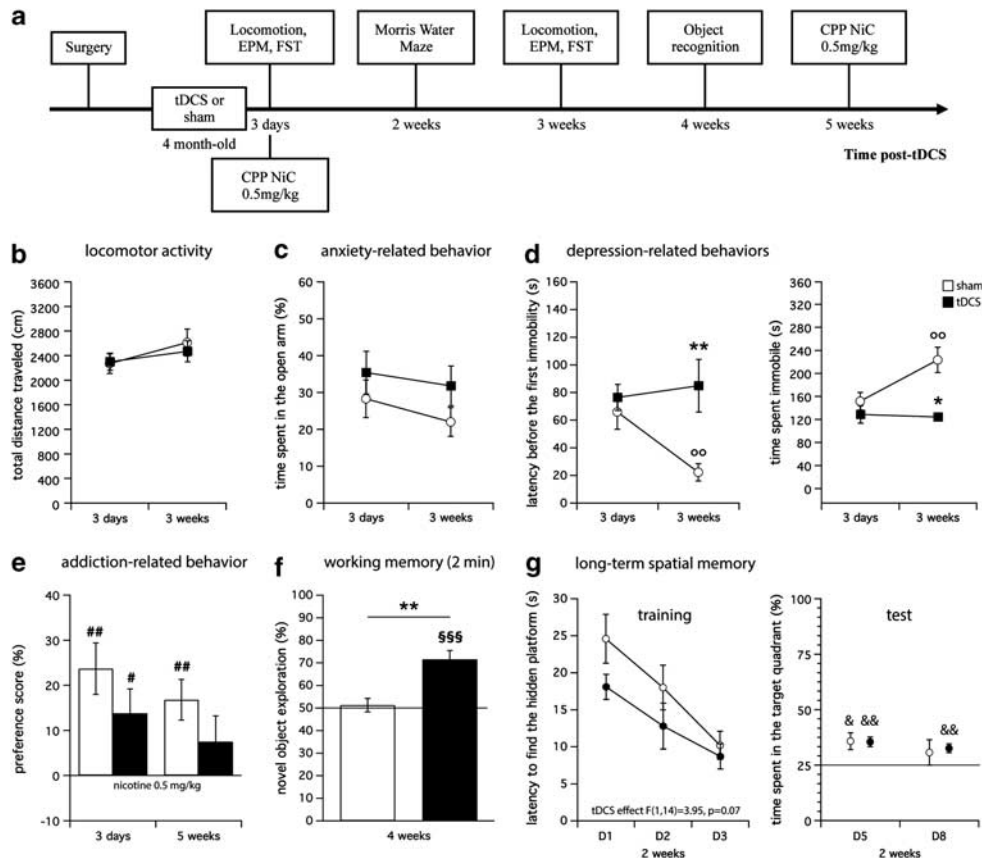 a
Surgery
Locomotion,
EPM, FST
Morris Water
Maze
Locomotion,
EPM, FST
Object
recognition
CPP NiC
0.5mg/kg
tDCS or
sham
4 month-old
3 days
2 weeks
3 weeks
4 weeks
5 weeks
Time post-tDCS
CPP NiC
0.5mg/kg
b locomotor activity
total distance traveled (cm)
3600
3200
2800
2400
2000
1600
1200
800
400
0
3 days 3 weeks
c anxiety-related behavior
time spent in the open arm (%)
60
50
40
30
20
10
0
3 days 3 weeks
d depression-related behaviors
latency before the first immobility (s)
180
160
140
120
100
80
60
40
20
0
**
°°
3 days 3 weeks
time spent immobile (s)
360
320
280
240
200
160
120
80
40
0
sham
tDCS
°°
*
3 days 3 weeks
e addiction-related behavior
preference score (%)
40
30
20
10
0
-10
##
#
##
nicotine 0.5 mg/kg
3 days 5 weeks
f working memory (2 min)
novel object exploration (%)
100
90
80
70
60
50
40
30
20
10
0
**
§§§
4 weeks
g long-term spatial memory
latency to find the hidden platform (s)
30
25
20
15
10
5
0
training
tDCS effect F(1,14)=3.95, p=0.07
D1 D2 D3
2 weeks
time spent in the target quadrant (%)
100
75
50
25
0
test
& && &&
D5 D8
2 weeks